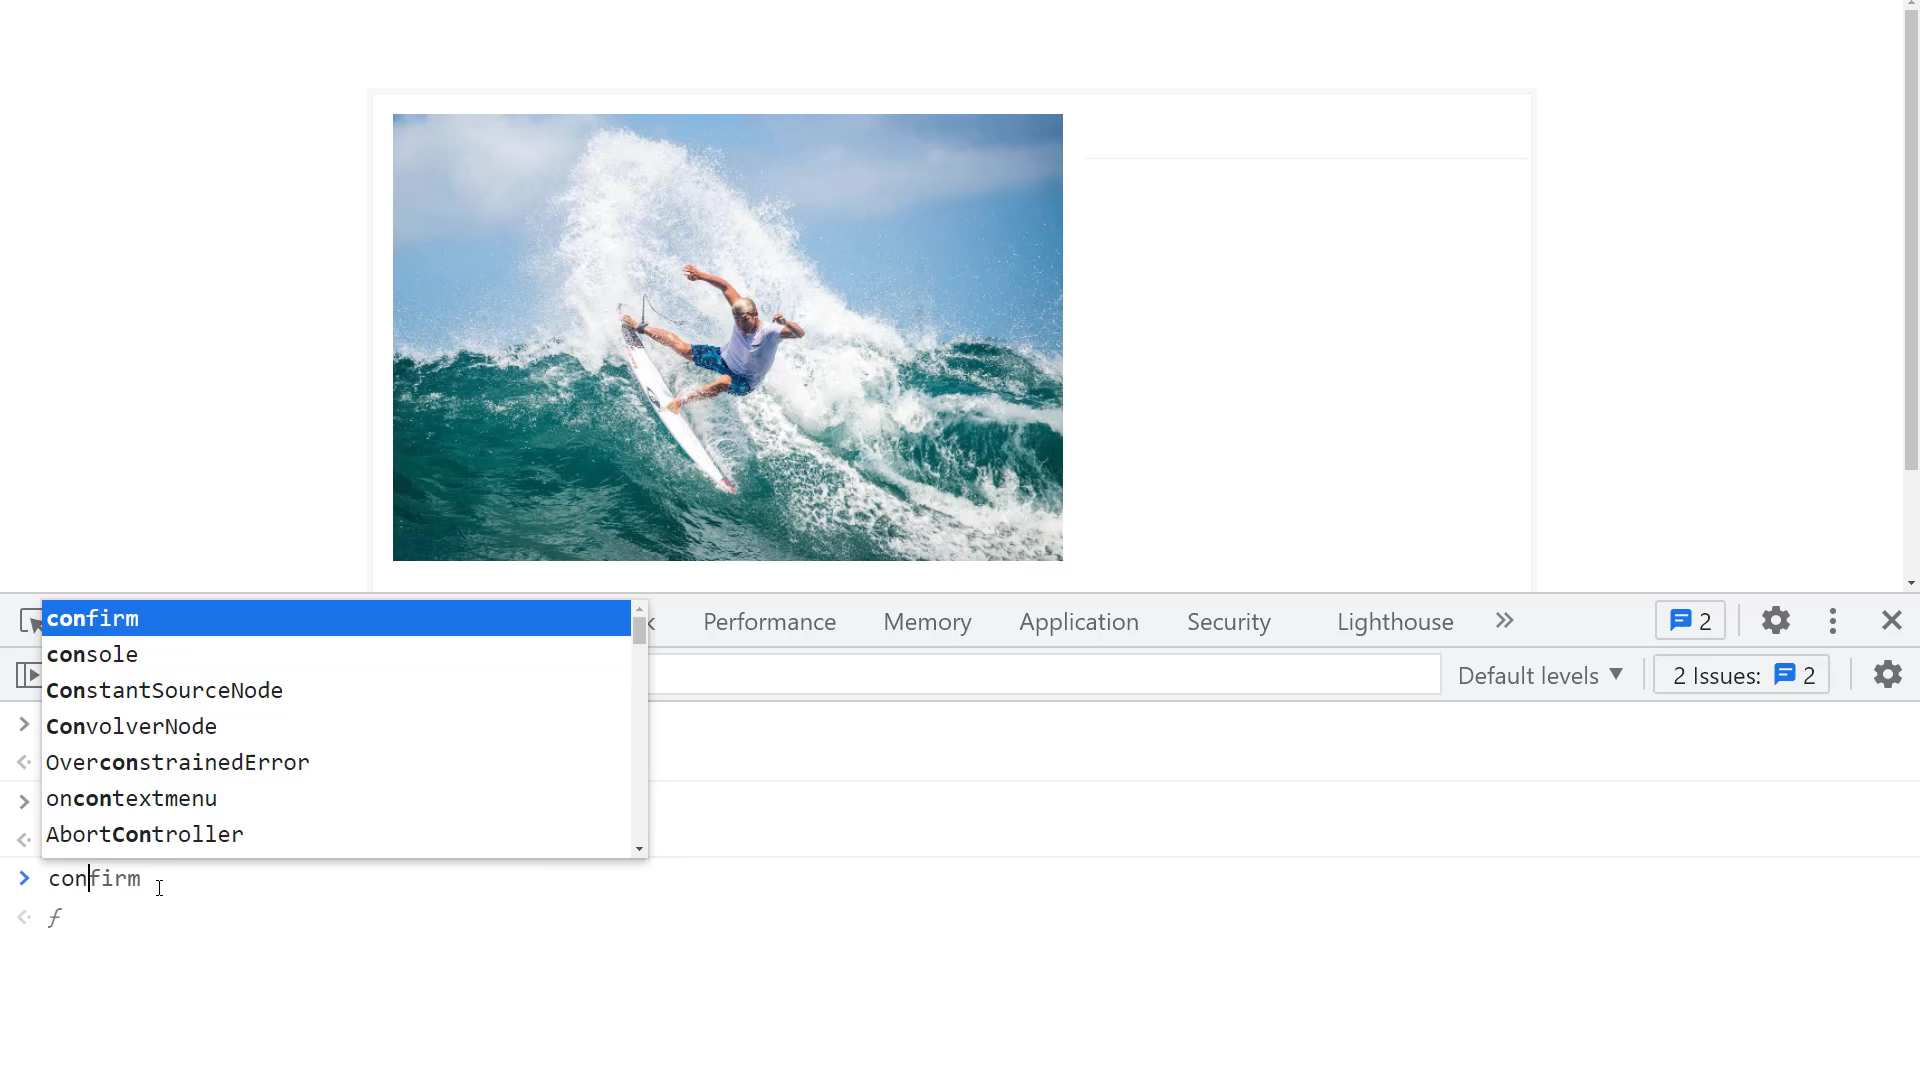 Performance Memory Application Security Lighthouse 2
Default levels 2 Issues: 2
confirm
console
ConstantSourceNode
ConvolverNode
OverconstrainedError
oncontextmenu
AbortController
confirm
f